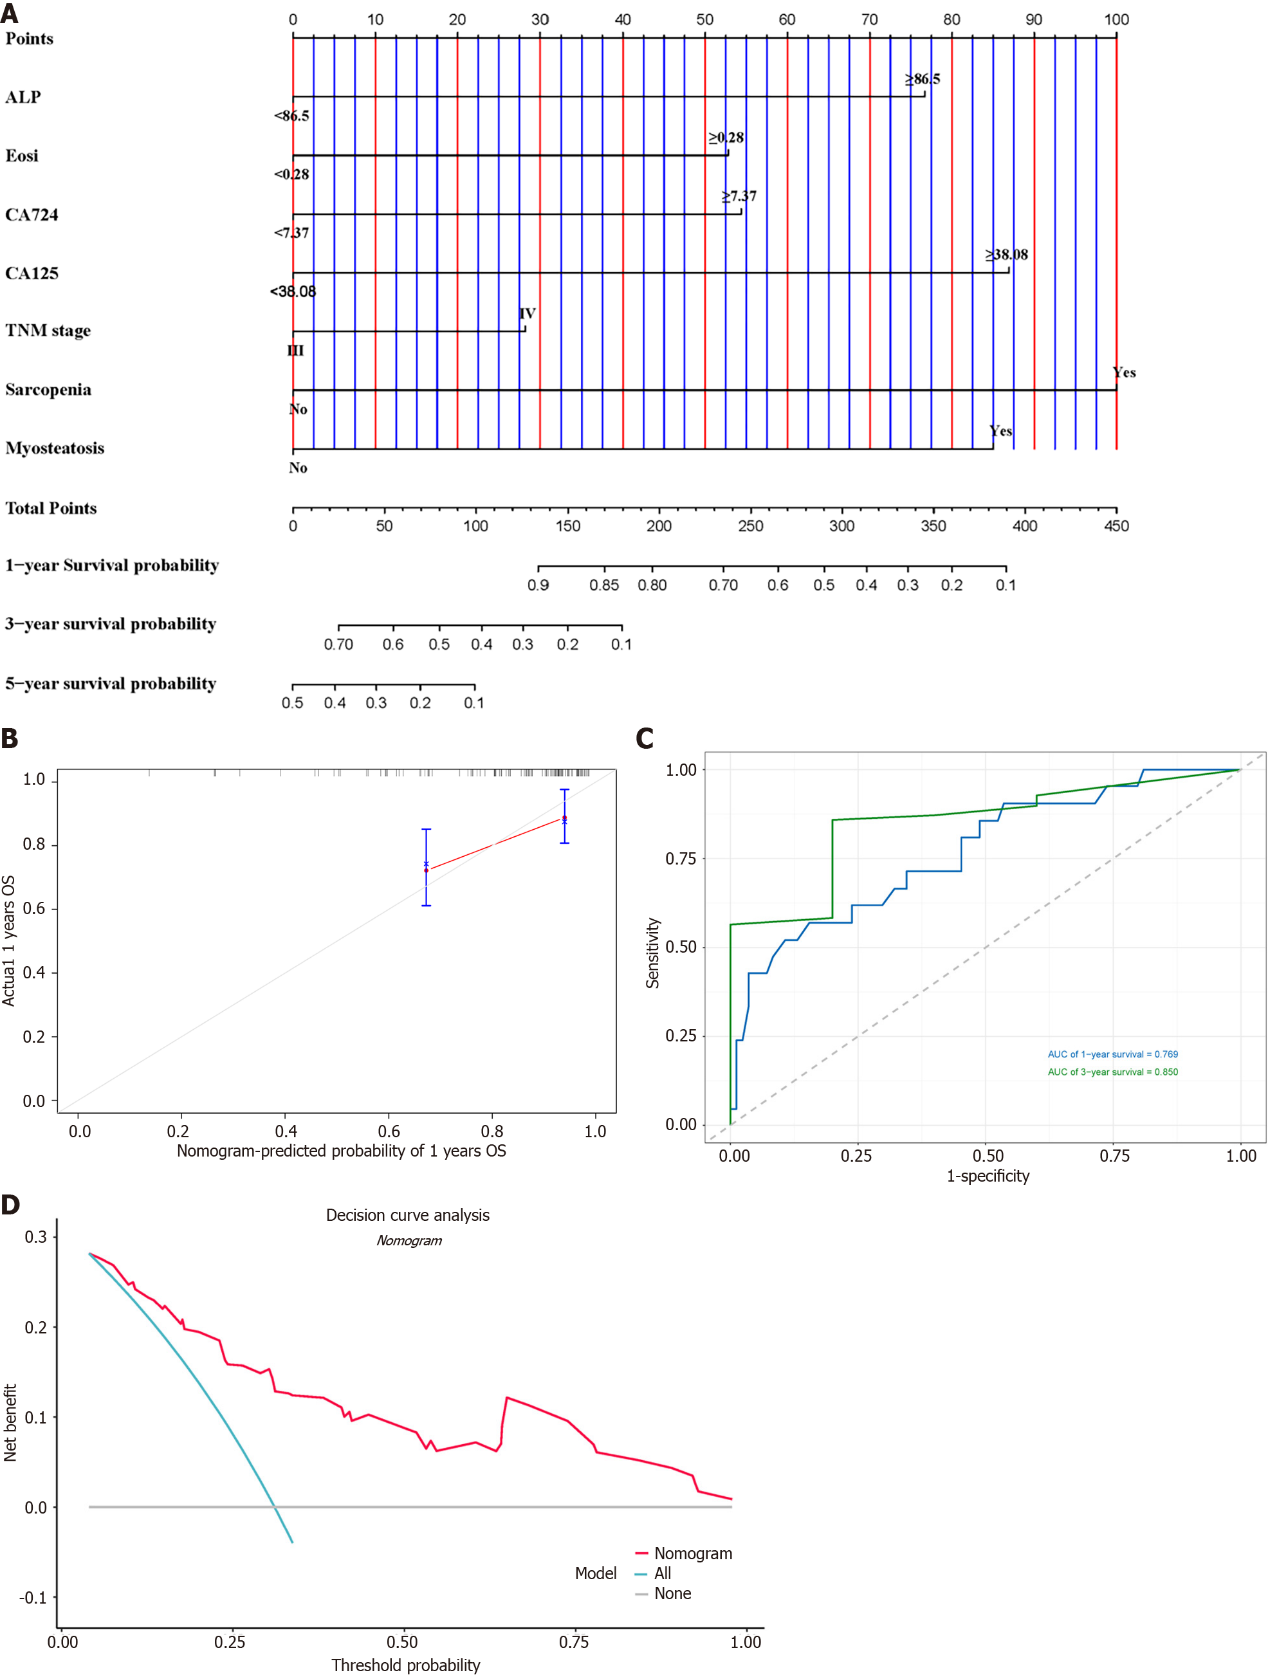 A
0 10 20 30 40 50 60 70 80 90 100
Points
≥86.5
ALP
<86.5
≥0.28
Eosi
<0.28
≥7.37
CA724
<7.37
≥38.08
CA125
<38.08
IV
TNM stage
III
Yes
Sarcopenia
No
Yes
Myosteatosis
No
Total Points
0 50 100 150 200 250 300 350 400 450
1−year Survival probability
0.9 0.85 0.80 0.70 0.6 0.5 0.4 0.3 0.2 0.1
3−year survival probability
0.70 0.6 0.5 0.4 0.3 0.2 0.1
5−year survival probability
0.5 0.4 0.3 0.2 0.1
B
1.0
0.8
0.6
0.4
0.2
0.0
Actua1 1 years OS
0.0 0.2 0.4 0.6 0.8 1.0
Nomogram-predicted probability of 1 years OS
C
1.00
0.75
0.50
0.25
0.00
Sensitivity
AUC of 1−year survival = 0.769
AUC of 3−year survival = 0.850
0.00 0.25 0.50 0.75 1.00
1-specificity
D
Decision curve analysis
Nomogram
0.3
0.2
0.1
0.0
-0.1
Net benefit
Model
Nomogram
All
None
0.00 0.25 0.50 0.75 1.00
Threshold probability